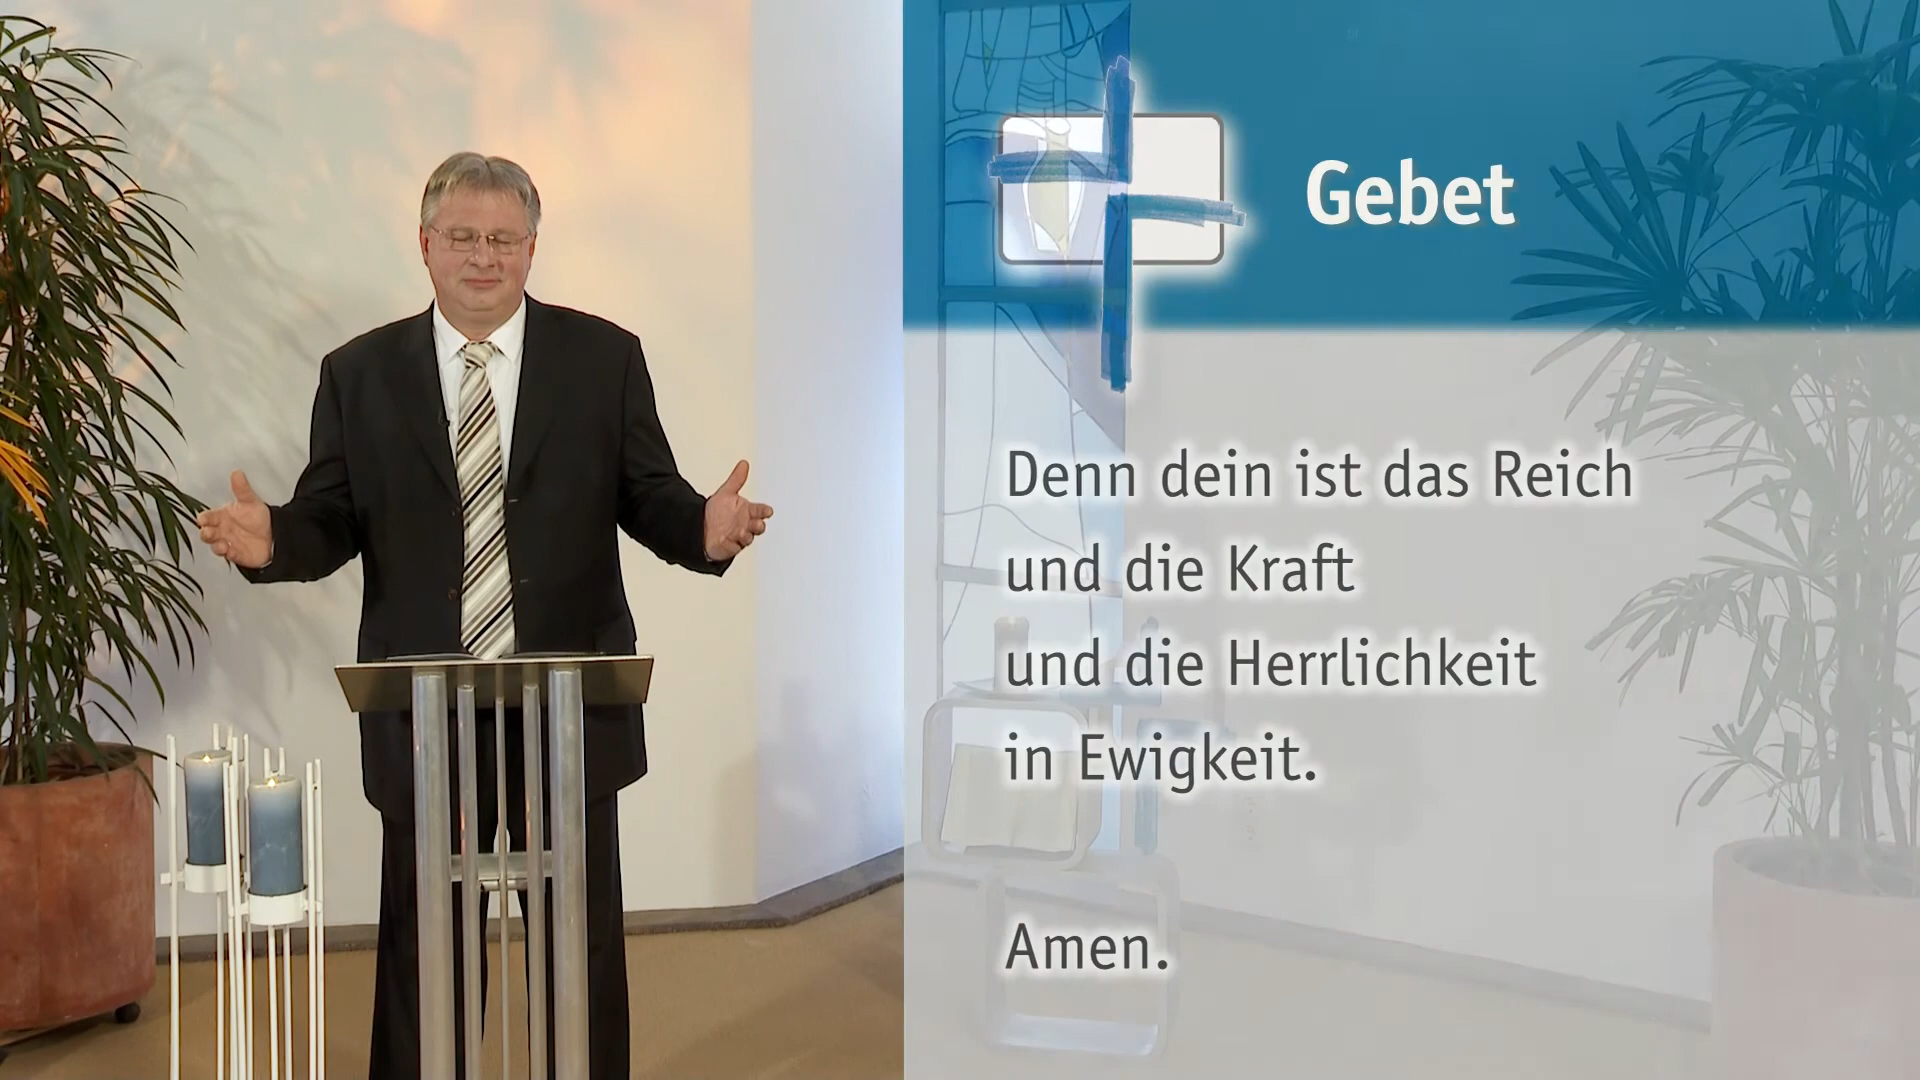 Gebet
Denn dein ist das Reich
und die Kraft
und die Herrlichkeit
in Ewigkeit.
Amen.